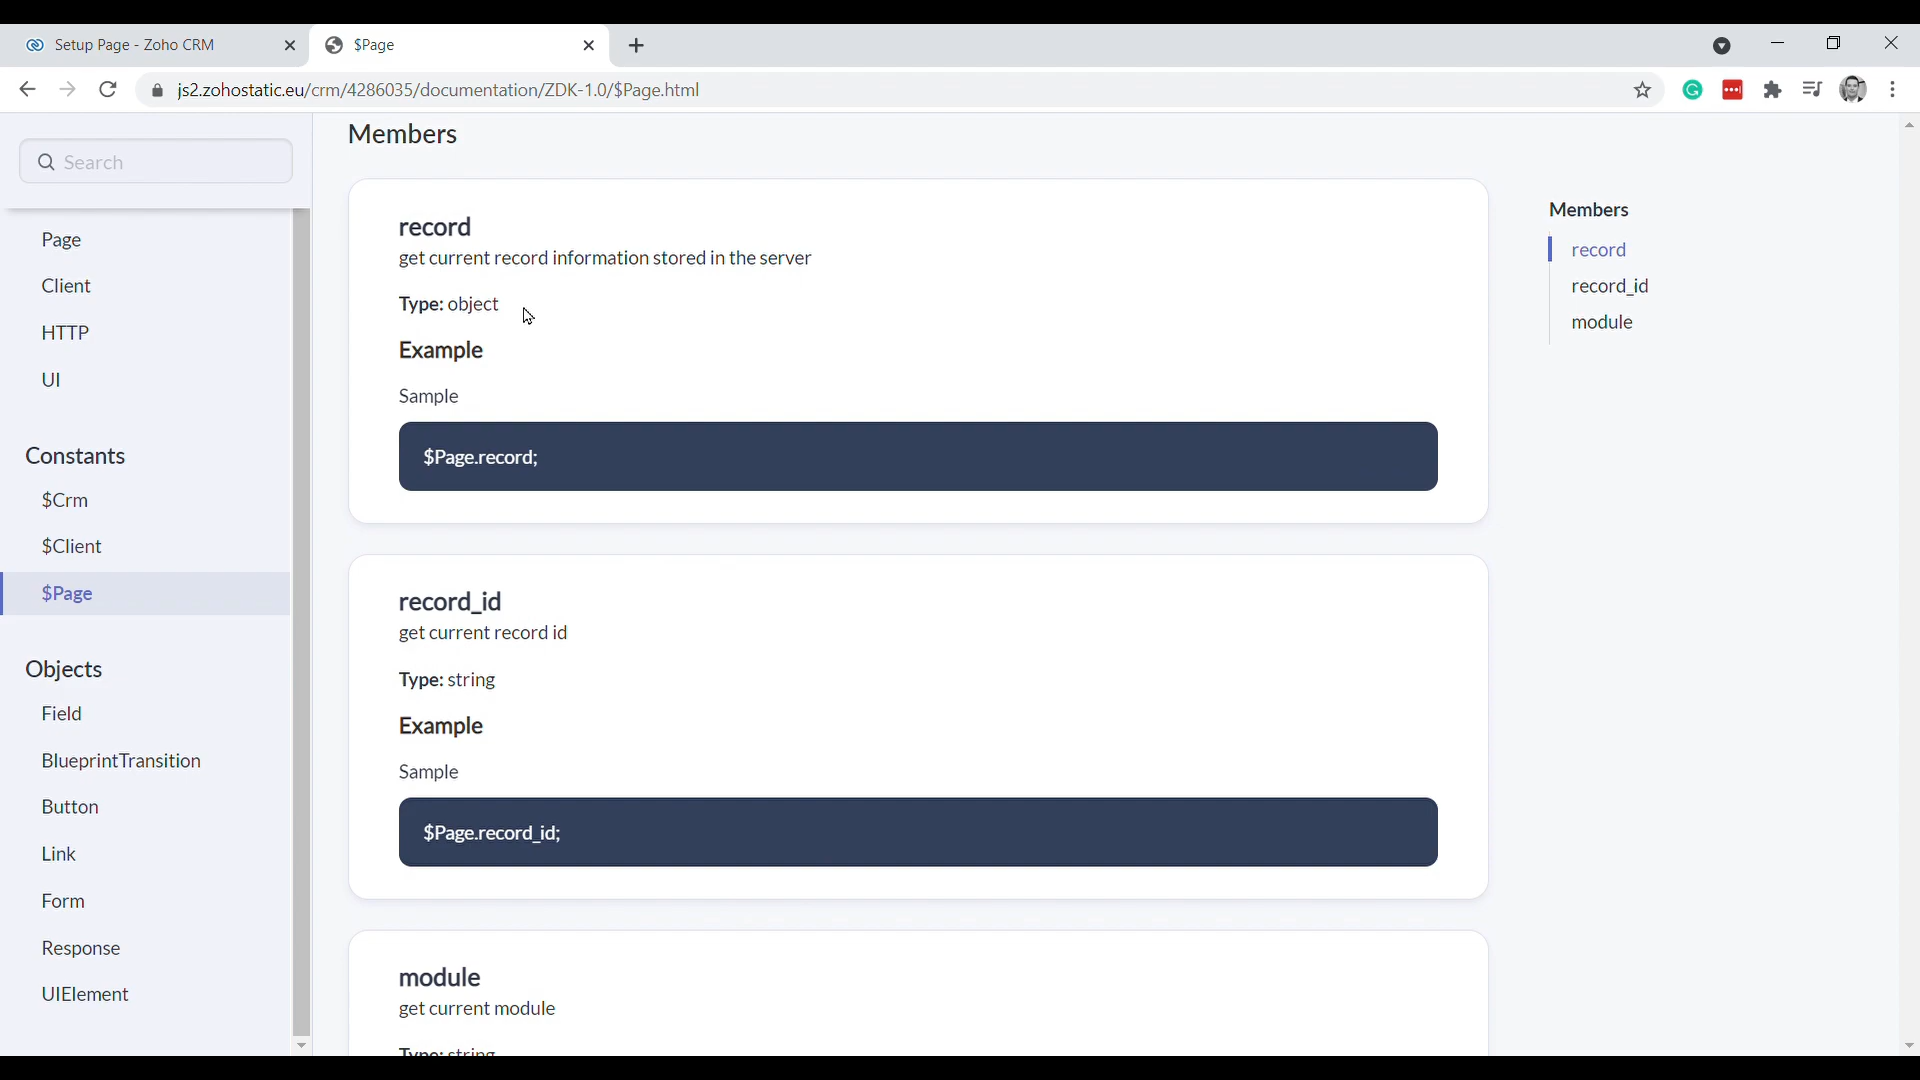 Setup Page - Zoho CRM
$Page
js2.zohostatic.eu/crm/4286035/documentation/ZDK-1.0/$Page.html
Search
Page
Client
HTTP
UI
Constants
$Crm
$Client
$Page
Objects
Field
BlueprintTransition
Button
Link
Form
Response
UIElement
Members
record
get current record information stored in the server
Type: object
Example
Sample
$Page.record;
record_id
get current record id
Type: string
Example
Sample
$Page.record_id;
module
get current module
Type: string
Members
record
record_id
module